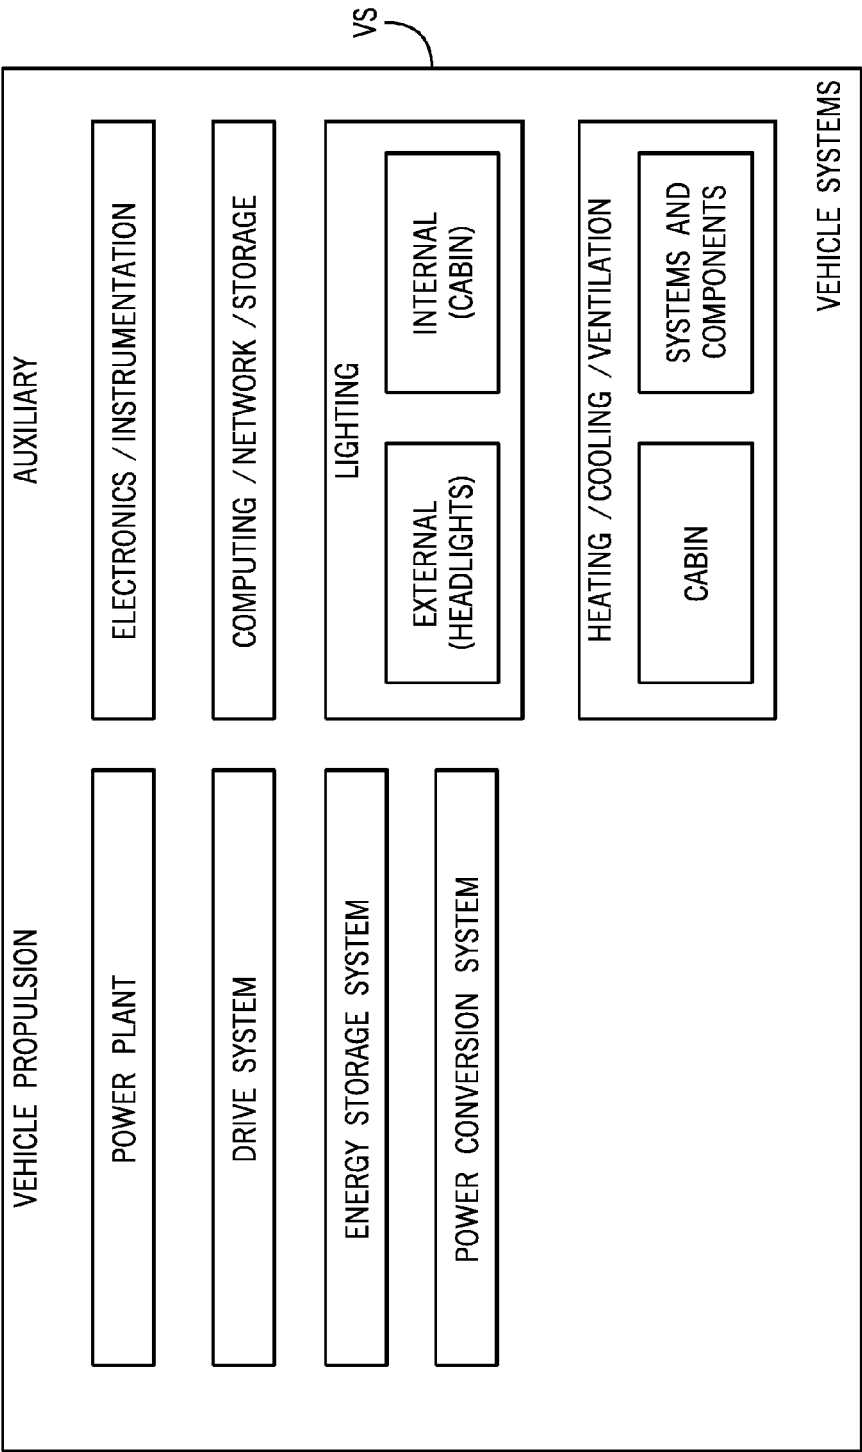 VEHICLE PROPULSION
POWER PLANT
DRIVE SYSTEM
ENERGY STORAGE SYSTEM
POWER CONVERSION SYSTEM
AUXILIARY
ELECTRONICS / INSTRUMENTATION
COMPUTING / NETWORK / STORAGE
LIGHTING
EXTERNAL
(HEADLIGHTS)
INTERNAL
(CABIN)
HEATING / COOLING / VENTILATION
CABIN
SYSTEMS AND
COMPONENTS
VEHICLE SYSTEMS
VS